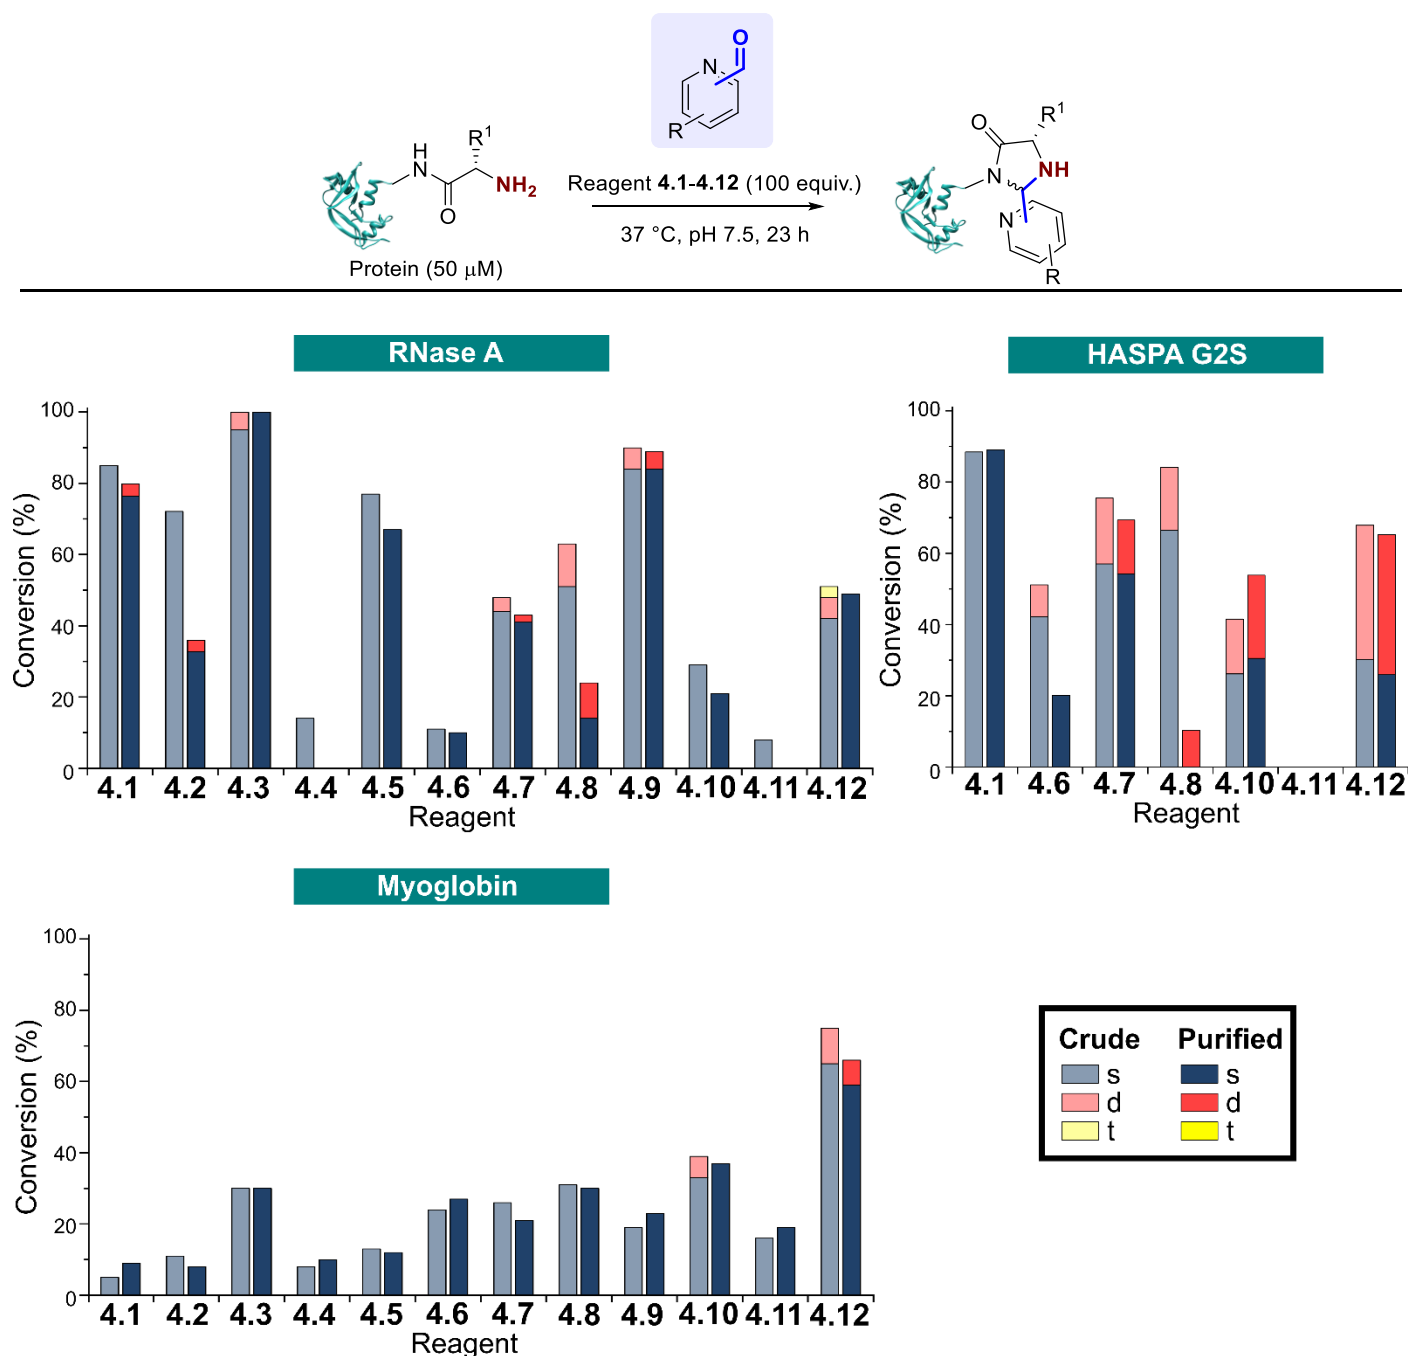 O
N
R
R¹
H
N
O
NH₂
Protein (50 μM)
Reagent 4.1-4.12 (100 equiv.)
37 °C, pH 7.5, 23 h
O
R¹
N
NH
N
R
RNase A
Conversion (%)
100
80
60
40
20
0
4.1 4.2 4.3 4.4 4.5 4.6 4.7 4.8 4.9 4.10 4.11 4.12
Reagent
HASPA G2S
Conversion (%)
100
80
60
40
20
0
4.1 4.6 4.7 4.8 4.10 4.11 4.12
Reagent
Myoglobin
Conversion (%)
100
80
60
40
20
0
4.1 4.2 4.3 4.4 4.5 4.6 4.7 4.8 4.9 4.10 4.11 4.12
Reagent
Crude Purified
s s
d d
t t